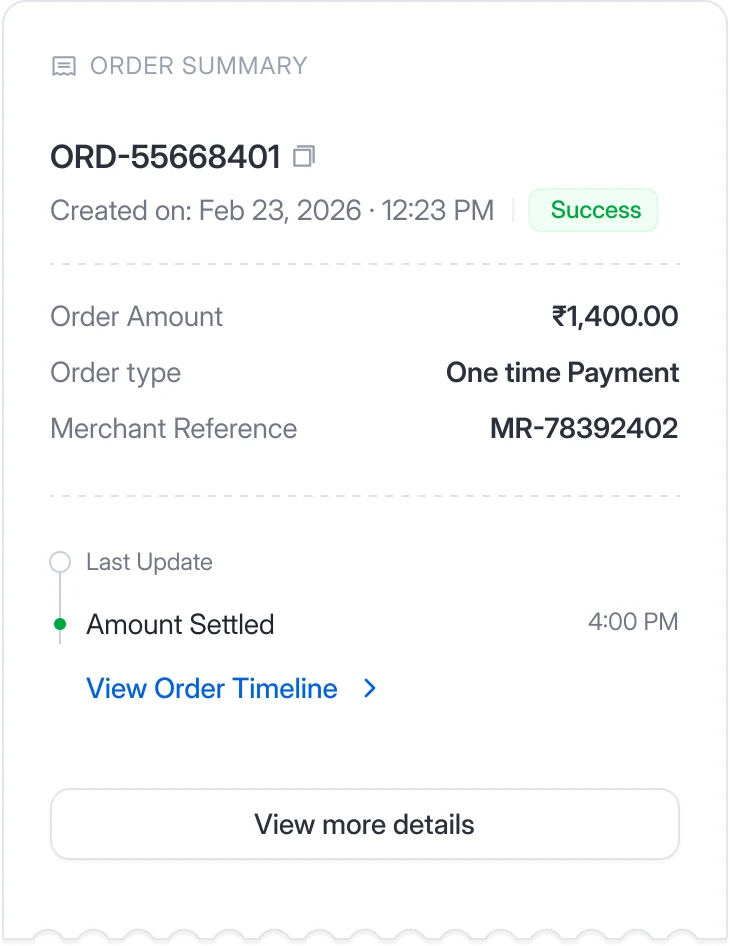 ORDER SUMMARY
ORD-55668401
Created on: Feb 23, 2026 · 12:23 PM Success
Order Amount ₹1,400.00
Order type One time Payment
Merchant Reference MR-78392402
Last Update
Amount Settled 4:00 PM
View Order Timeline
View more details